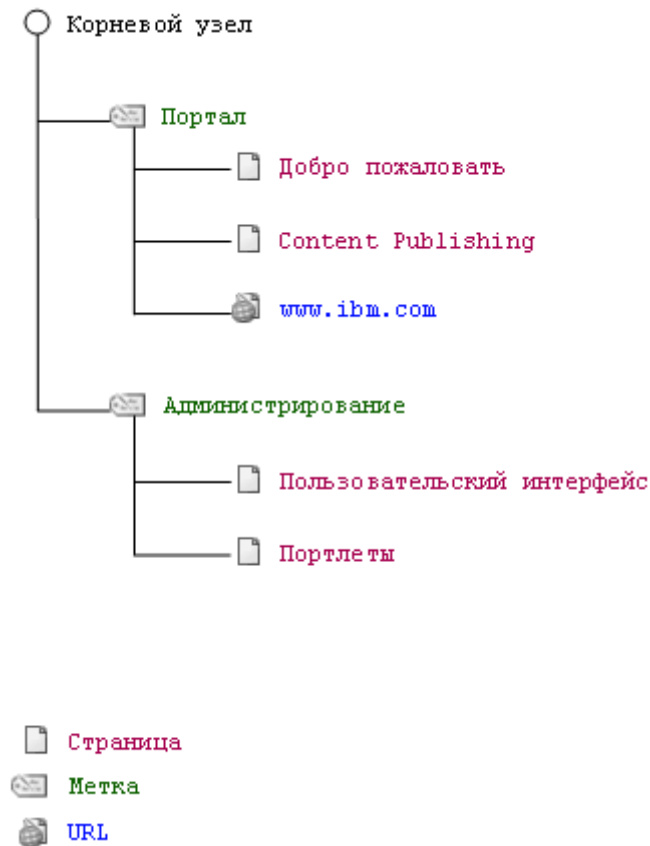 Корневой узел
Портал
Добро пожаловать
Content Publishing
www.ibm.com
Администрирование
Пользовательский интерфейс
Портлеты
Страница
Метка
URL